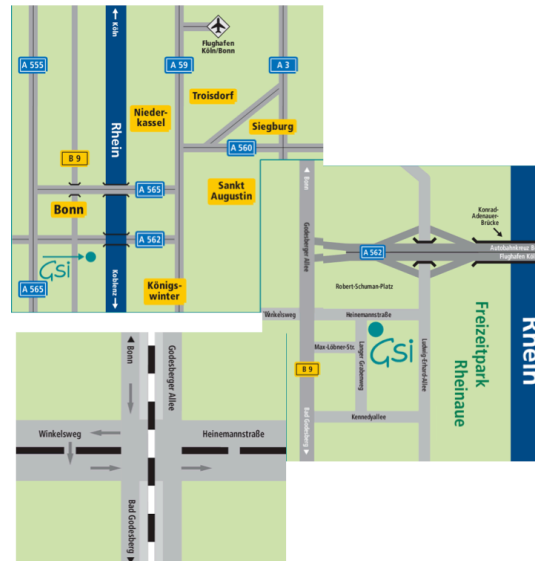 Köln
Flughafen
Köln/Bonn
A 555
A 59
A 3
Troisdorf
Nieder-
kassel
Siegburg
Rhein
A 560
B 9
A 565
Sankt
Augustin
Bonn
A 562
Gsi
A 565
Koblenz
Königs-
winter
Bonn
Godesberger Allee
Konrad-
Adenauer-
Brücke
A 562
Autobahnkreuz B
Flughafen Köl
Robert-Schuman-Platz
Winkelsweg
Heinemannstraße
Gsi
Max-Löbner-Str.
Langer Grabenweg
Ludwig-Erhard-Allee
Freizeitpark
Rheinaue
Rhein
B 9
Bad Godesberg
Kennedyallee
Bonn
Godesberger Allee
Winkelsweg
Heinemannstraße
Bad Godesberg